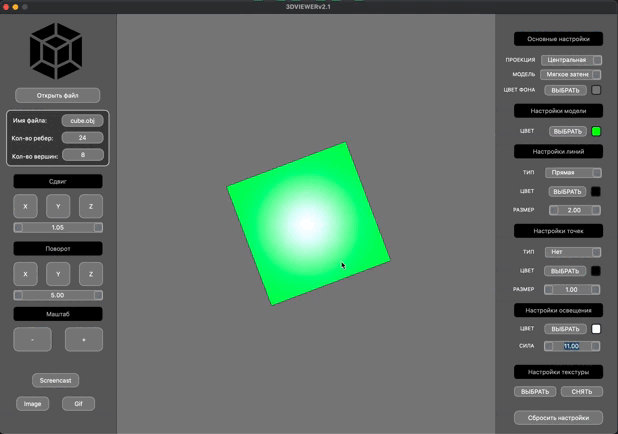 3DVIEWERv2.1
Открыть файл
Имя файла: cube.obj
Кол-во ребер: 24
Кол-во вершин: 8
Сдвиг
X Y Z
1.05
Поворот
X Y Z
5.00
Маштаб
- +
Screencast
Image Gif
Основные настройки
ПРОЕКЦИЯ Центральная
МОДЕЛЬ Мягкое затене
ЦВЕТ ФОНА ВЫБРАТЬ
Настройки модели
ЦВЕТ ВЫБРАТЬ
Настройки линий
ТИП Прямая
ЦВЕТ ВЫБРАТЬ
РАЗМЕР 2.00
Настройки точек
ТИП Нет
ЦВЕТ ВЫБРАТЬ
РАЗМЕР 1.00
Настройки освещения
ЦВЕТ ВЫБРАТЬ
СИЛА 11.00
Настройки текстуры
ВЫБРАТЬ СНЯТЬ
Сбросить настройки